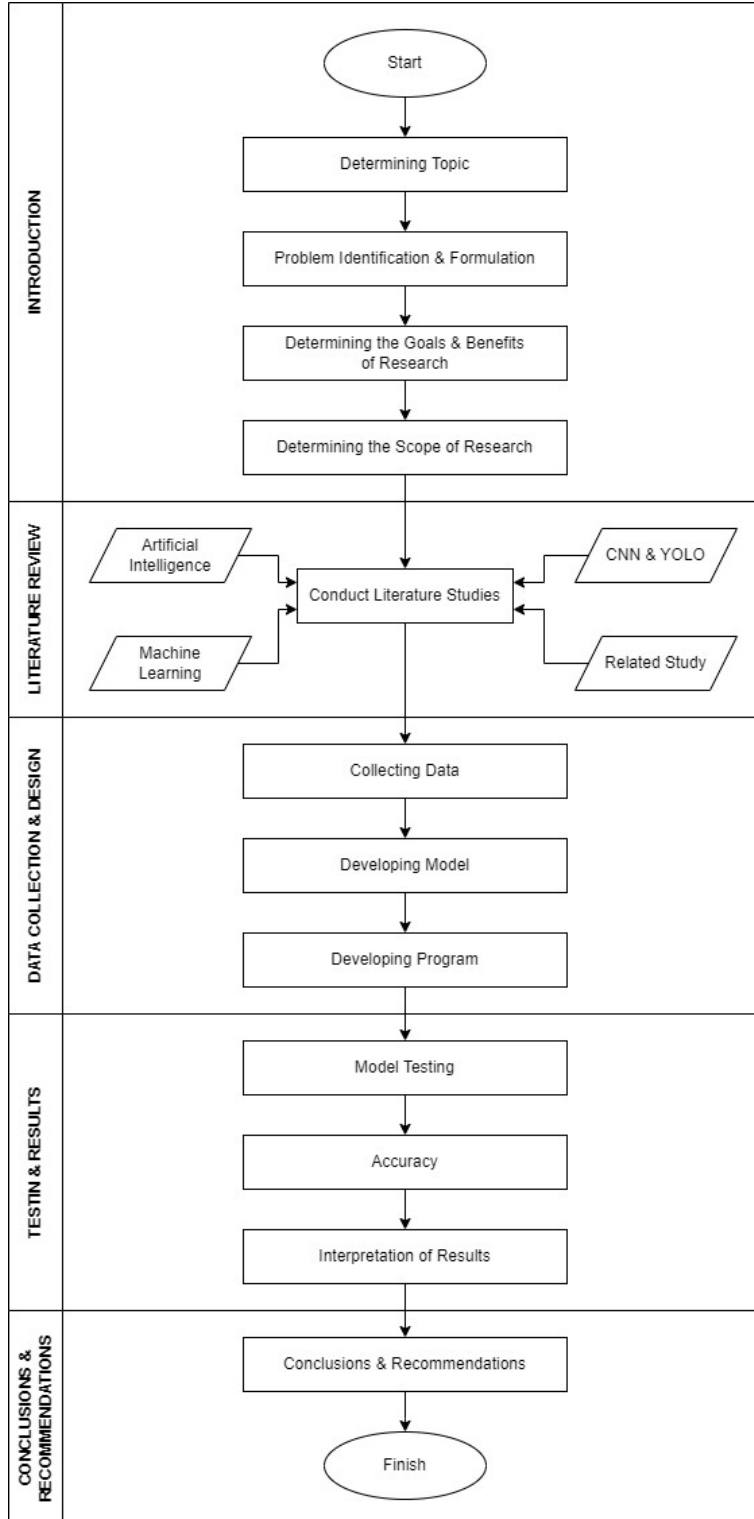 INTRODUCTION
Start
Determining Topic
Problem Identification & Formulation
Determining the Goals & Benefits
of Research
Determining the Scope of Research
LITERATURE REVIEW
Artificial
Intelligence
CNN & YOLO
Conduct Literature Studies
Machine
Learning
Related Study
DATA COLLECTION & DESIGN
Collecting Data
Developing Model
Developing Program
TESTIN & RESULTS
Model Testing
Accuracy
Interpretation of Results
CONCLUSIONS &
RECOMMENDATIONS
Conclusions & Recommendations
Finish